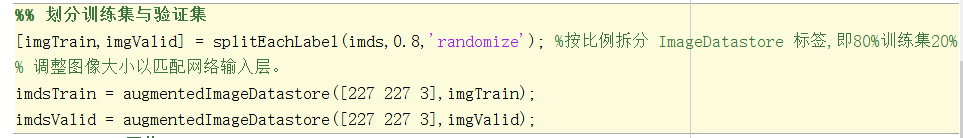 %% 划分训练集与验证集
[imgTrain,imgValid] = splitEachLabel(imds,0.8,'randomize'); %按比例拆分 ImageDatastore 标签,即80%训练集20%
% 调整图像大小以匹配网络输入层。
imdsTrain = augmentedImageDatastore([227 227 3],imgTrain);
imdsValid = augmentedImageDatastore([227 227 3],imgValid);